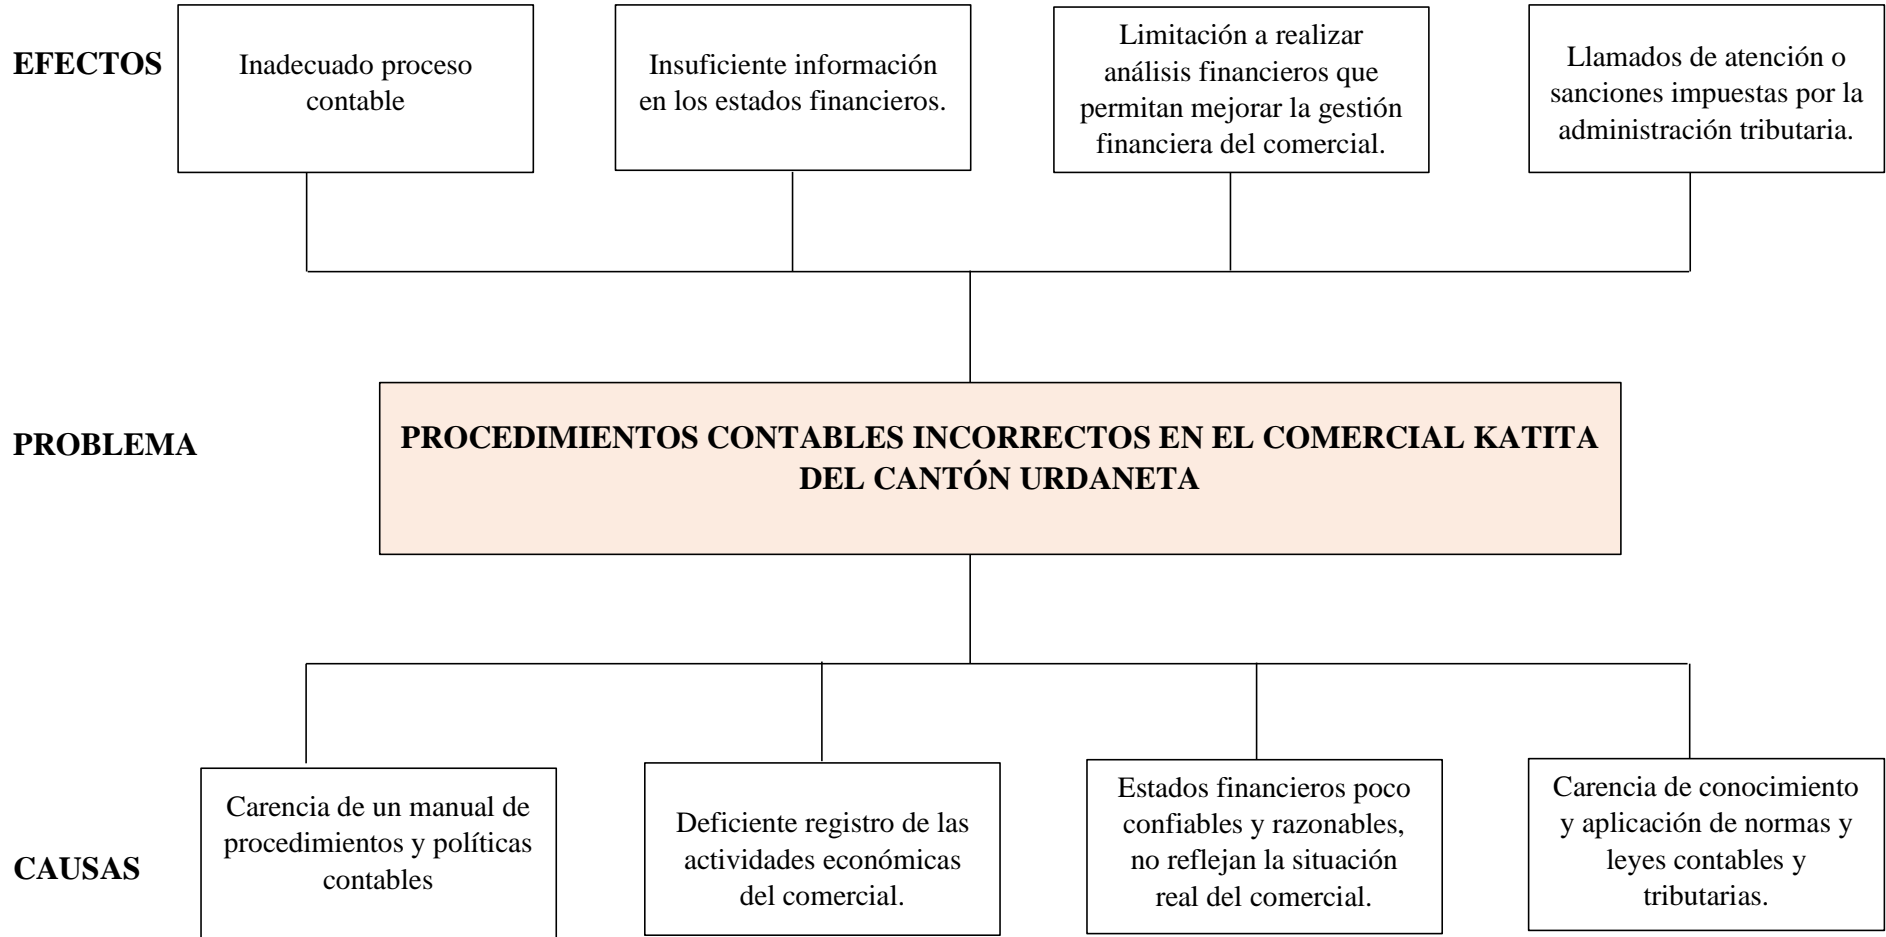 EFECTOS
Inadecuado proceso
contable
Insuficiente información
en los estados financieros.
Limitación a realizar
análisis financieros que
permitan mejorar la gestión
financiera del comercial.
Llamados de atención o
sanciones impuestas por la
administración tributaria.
PROBLEMA
PROCEDIMIENTOS CONTABLES INCORRECTOS EN EL COMERCIAL KATITA
DEL CANTÓN URDANETA
CAUSAS
Carencia de un manual de
procedimientos y políticas
contables
Deficiente registro de las
actividades económicas
del comercial.
Estados financieros poco
confiables y razonables,
no reflejan la situación
real del comercial.
Carencia de conocimiento
y aplicación de normas y
leyes contables y
tributarias.